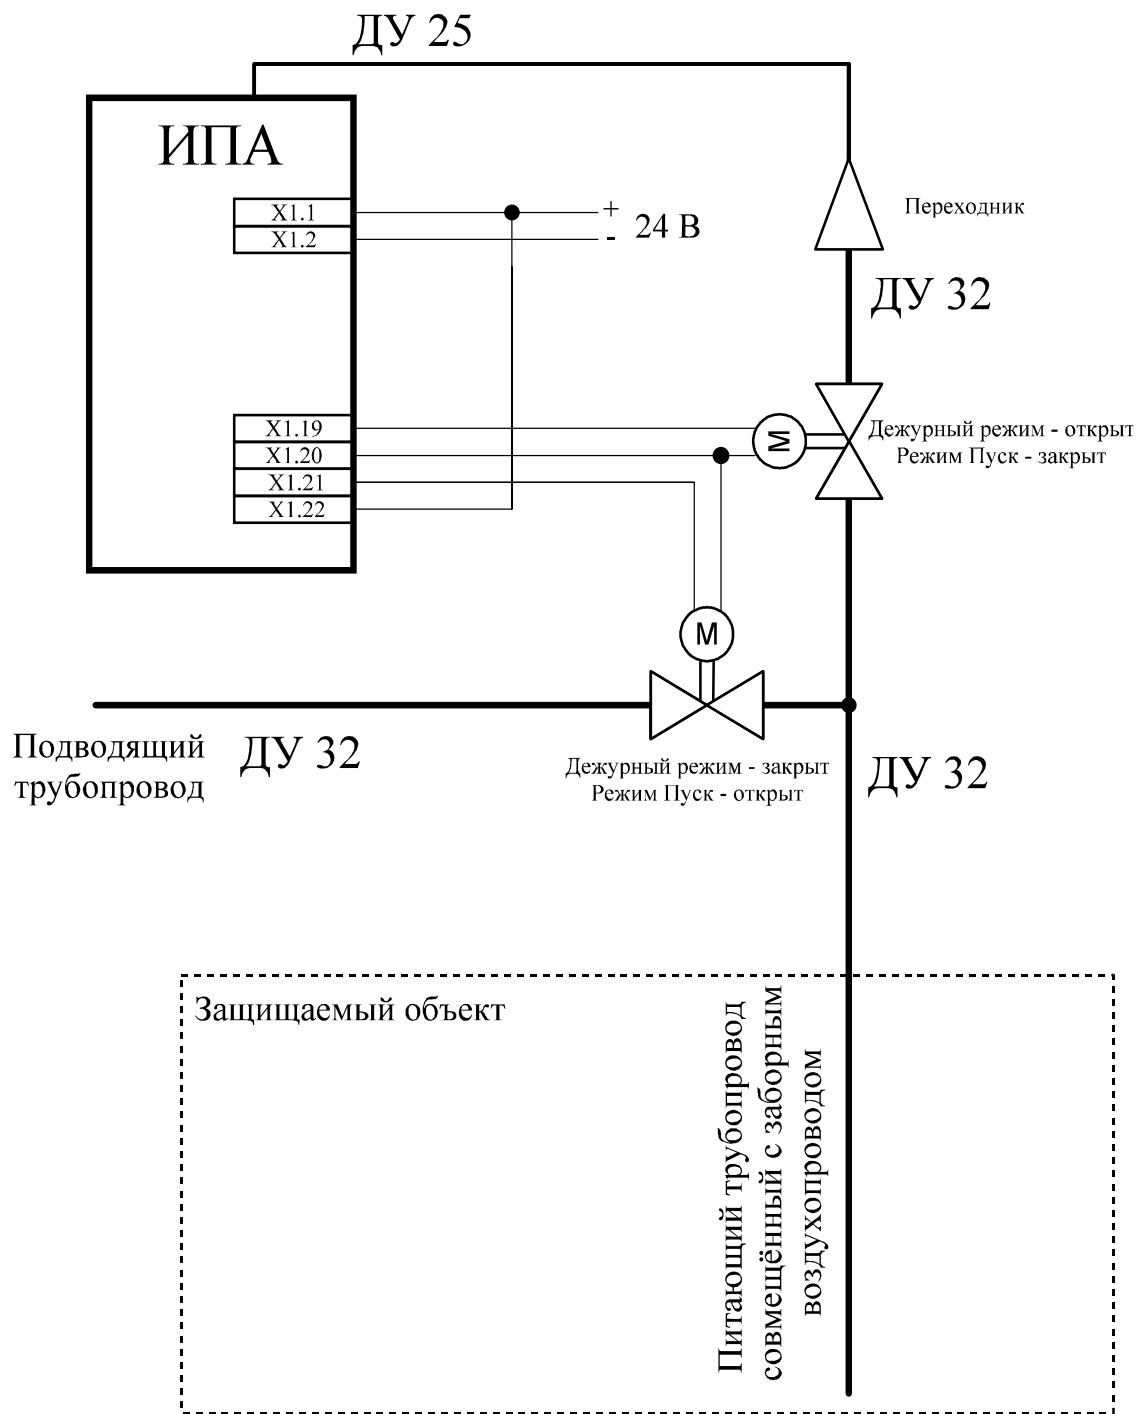 ДУ 25
ИПА
X1.1
X1.2
+
-
24 В
Переходник
ДУ 32
X1.19
X1.20
X1.21
X1.22
М
Дежурный режим - открыт
Режим Пуск - закрыт
М
Подводящий
трубопровод
ДУ 32
Дежурный режим - закрыт
Режим Пуск - открыт
ДУ 32
Защищаемый объект
Питающий трубопровод
совмещённый с заборным
воздухопроводом